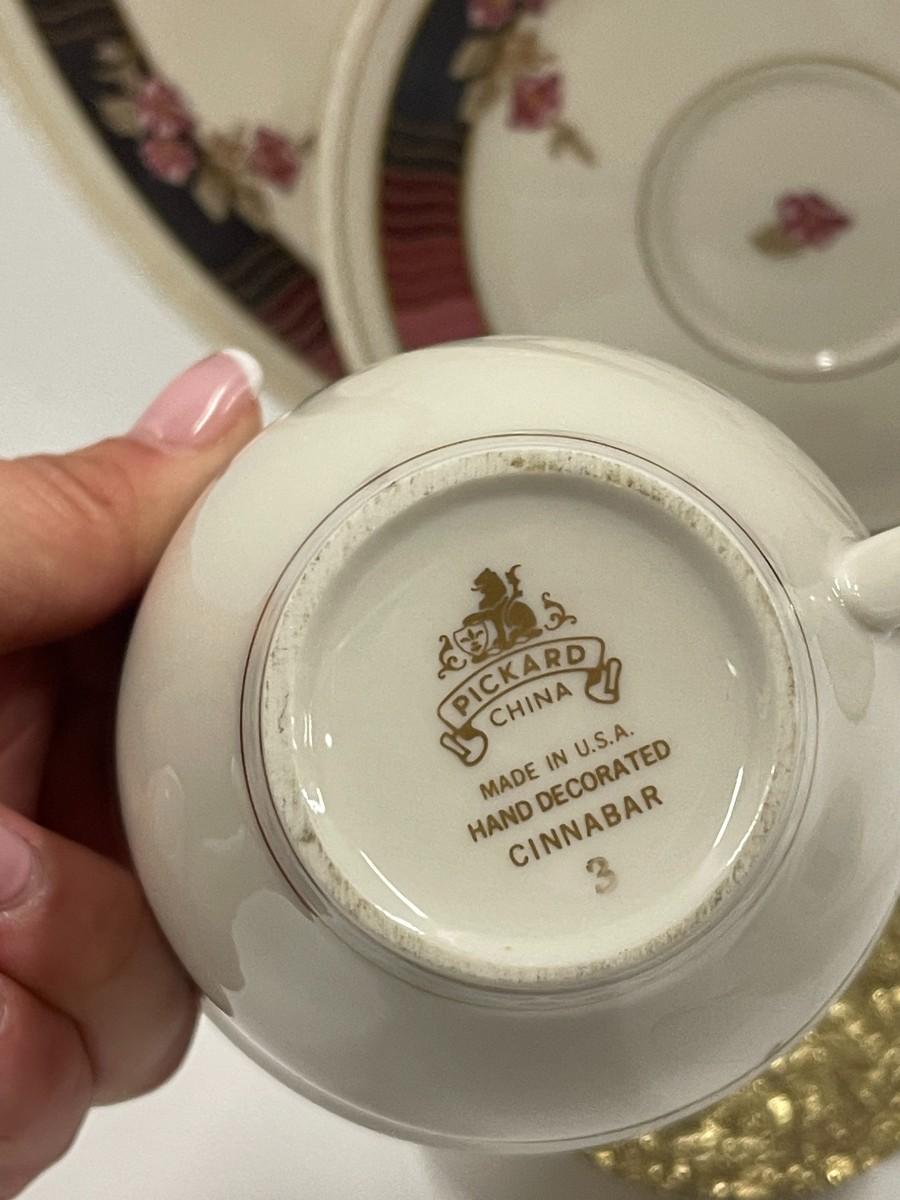 PICKARD
CHINA
MADE IN U.S.A.
HAND DECORATED
CINNABAR
3